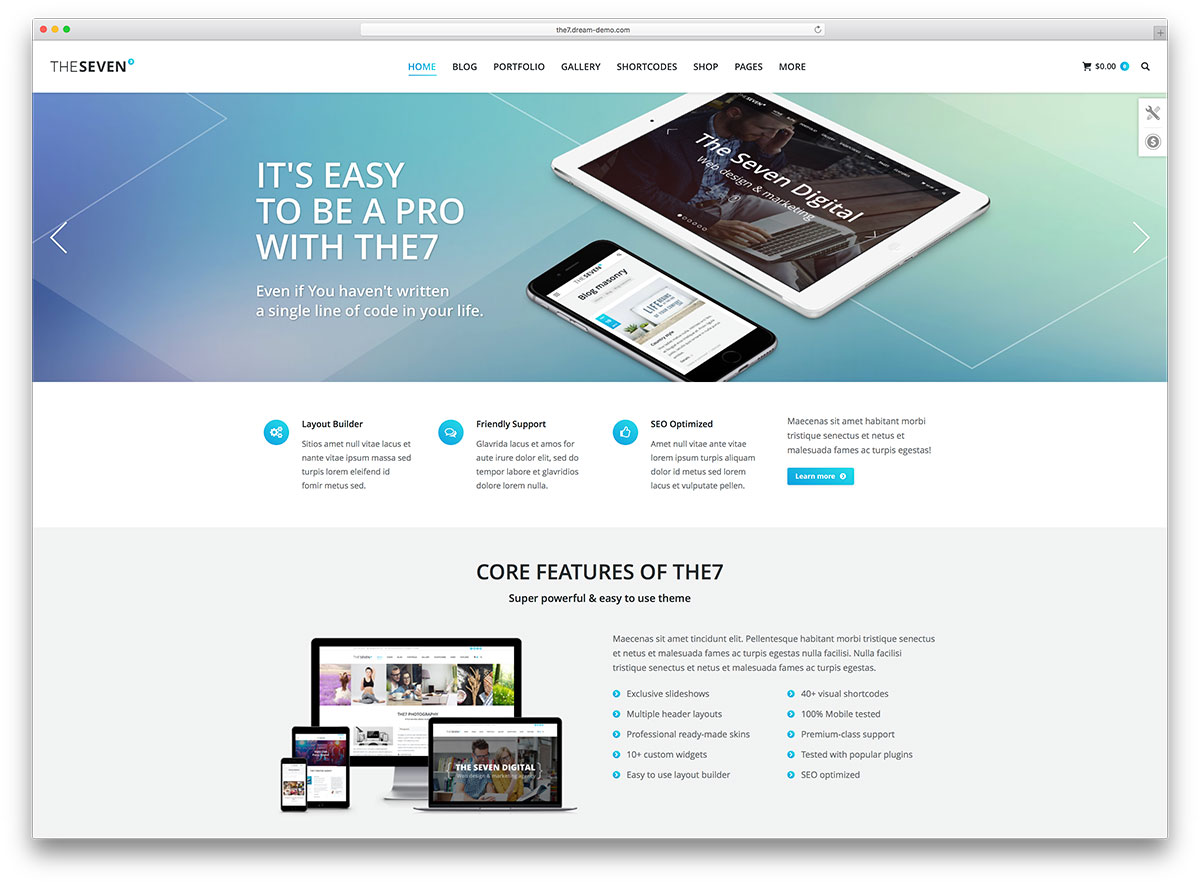 the7.dream-demo.com
THESEVEN
HOME BLOG PORTFOLIO GALLERY SHORTCODES SHOP PAGES MORE
$0.00 0
IT'S EASY
TO BE A PRO
WITH THE7
Even if You haven't written
a single line of code in your life.
THESEVEN
The Seven Digital
Web design & marketing
THESEVEN
Blog masonry
LIFE BEGINS
Country style
Layout Builder
Sitios amet null vitae lacus et
nante vitae ipsum massa sed
turpis lorem eleifend id
fomir metus sed.
Friendly Support
Glavrida lacus et amos for
aute irure dolor elit, sed do
tempor labore et glavridios
dolore lorem nulla.
SEO Optimized
Amet null vitae ante vitae
lorem ipsum turpis aliquam
dolor id metus sed lorem
lacus et vulputate pellen.
Maecenas sit amet habitant morbi
tristique senectus et netus et
malesuada fames ac turpis egestas!
Learn more
CORE FEATURES OF THE7
Super powerful & easy to use theme
THE7 PHOTOGRAPHY
THE SEVEN DIGITAL
Web design & marketing agency
Maecenas sit amet tincidunt elit. Pellentesque habitant morbi tristique senectus
et netus et malesuada fames ac turpis egestas nulla facilisi. Nulla facilisi
tristique senectus et netus et malesuada fames ac turpis egestas.
Exclusive slideshows
Multiple header layouts
Professional ready-made skins
10+ custom widgets
Easy to use layout builder
40+ visual shortcodes
100% Mobile tested
Premium-class support
Tested with popular plugins
SEO optimized